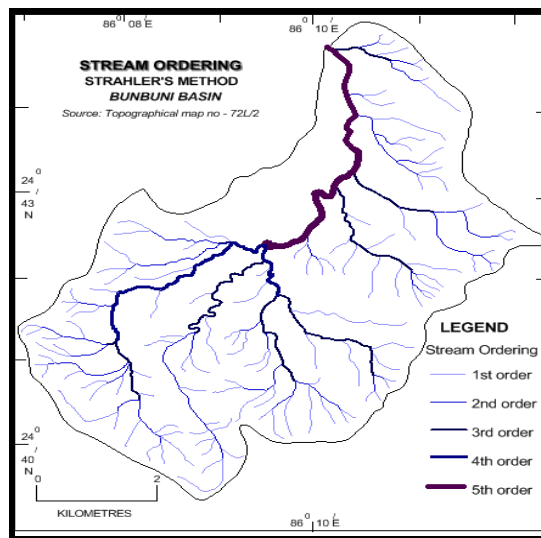 86° 08' E
86° 10' E
STREAM ORDERING
STRAHLER'S METHOD
BUNBUNI BASIN
Source: Topographical map no - 72L/2
24°
43'
N
LEGEND
Stream Ordering
1st order
2nd order
3rd order
4th order
5th order
24°
40'
N
0 2
KILOMETRES
86° 10' E